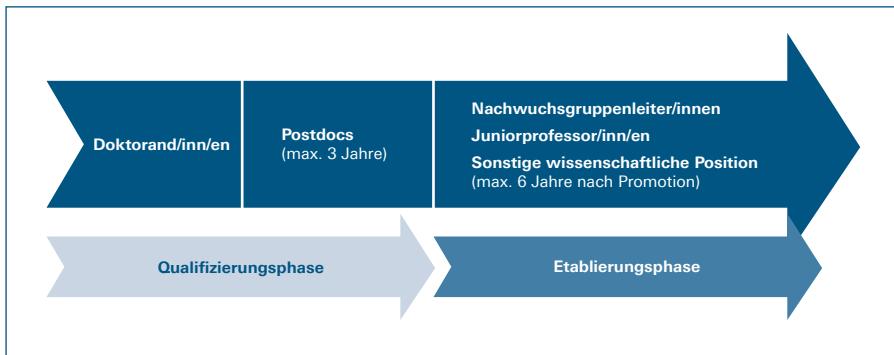 Doktorand/inn/en
Postdocs
(max. 3 Jahre)
Nachwuchsgruppenleiter/innen
Juniorprofessor/inn/en
Sonstige wissenschaftliche Position
(max. 6 Jahre nach Promotion)
Qualifizierungsphase
Etablierungsphase